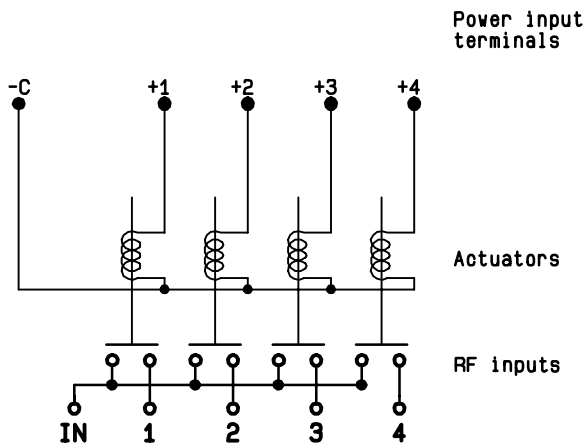 Power input
terminals
-C +1 +2 +3 +4
Actuators
RF inputs
IN 1 2 3 4